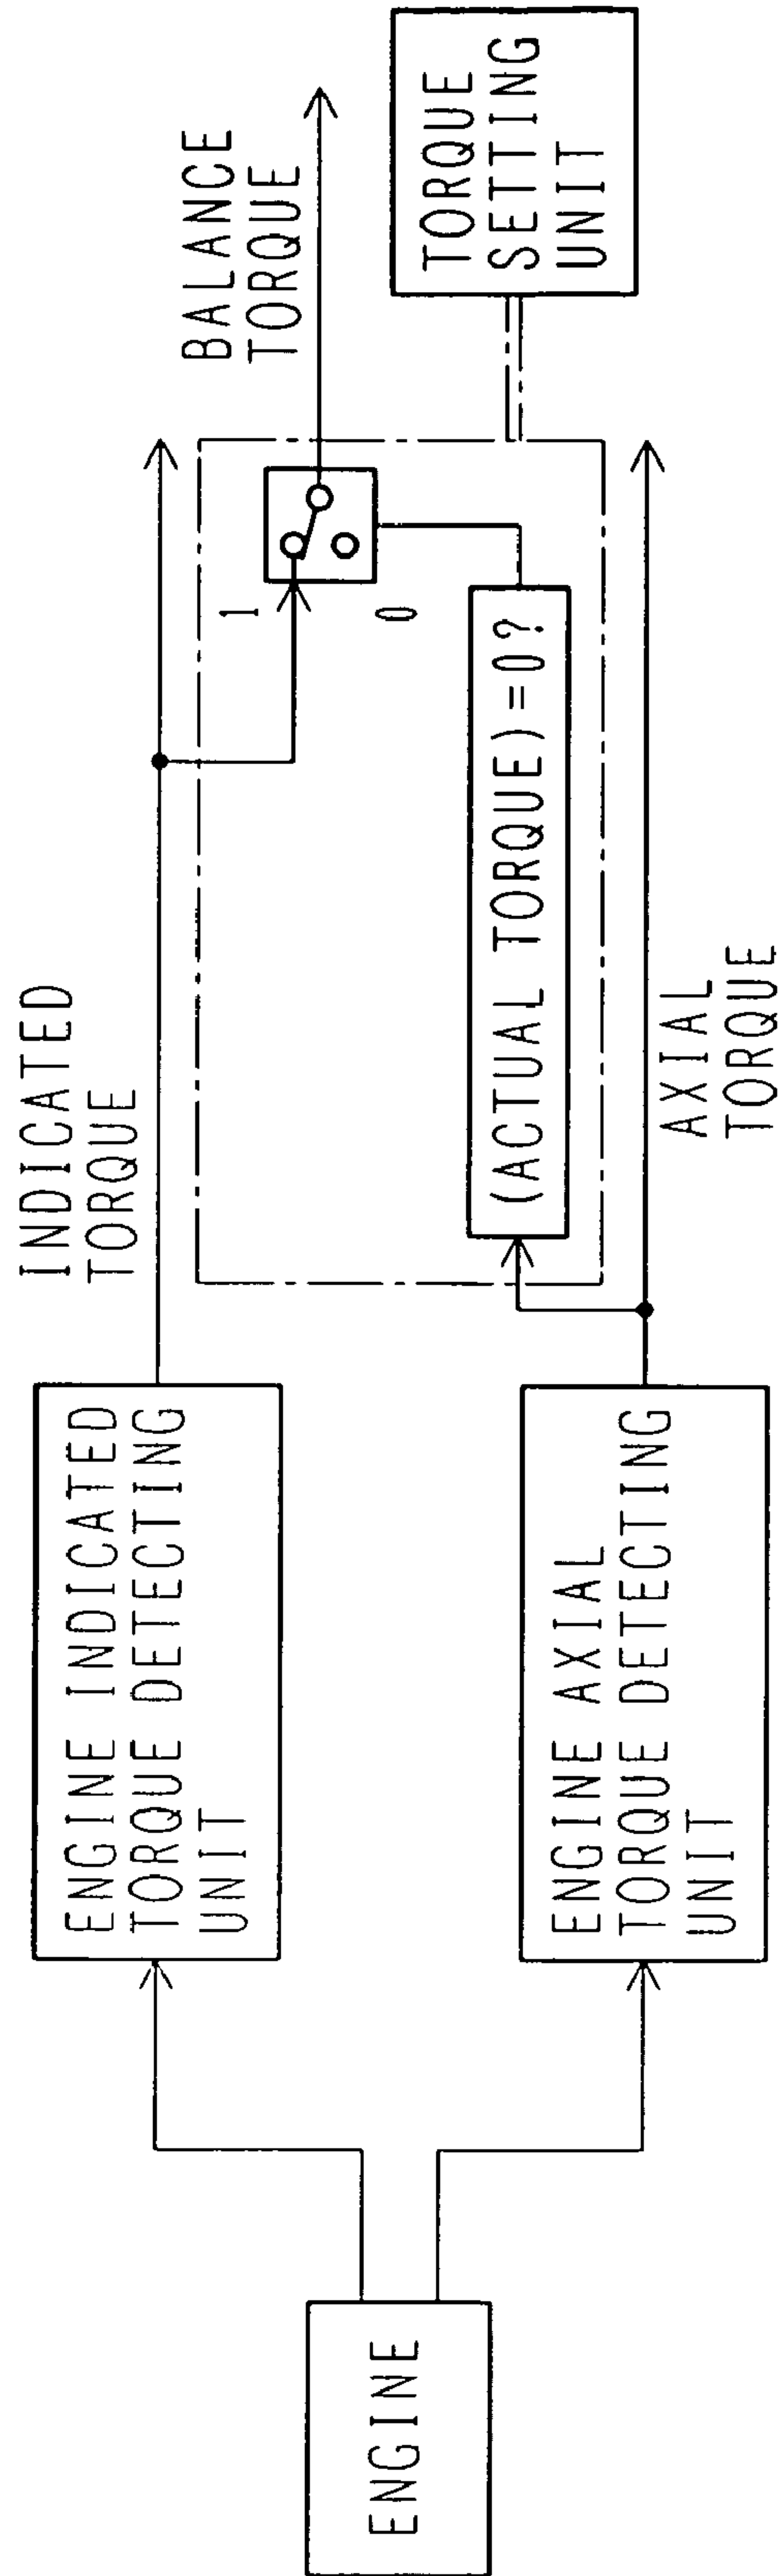 ENGINE
ENGINE INDICATED
TORQUE DETECTING
UNIT
ENGINE AXIAL
TORQUE DETECTING
UNIT
INDICATED
TORQUE
(ACTUAL TORQUE)=0?
1
0
AXIAL
TORQUE
BALANCE
TORQUE
TORQUE
SETTING
UNIT